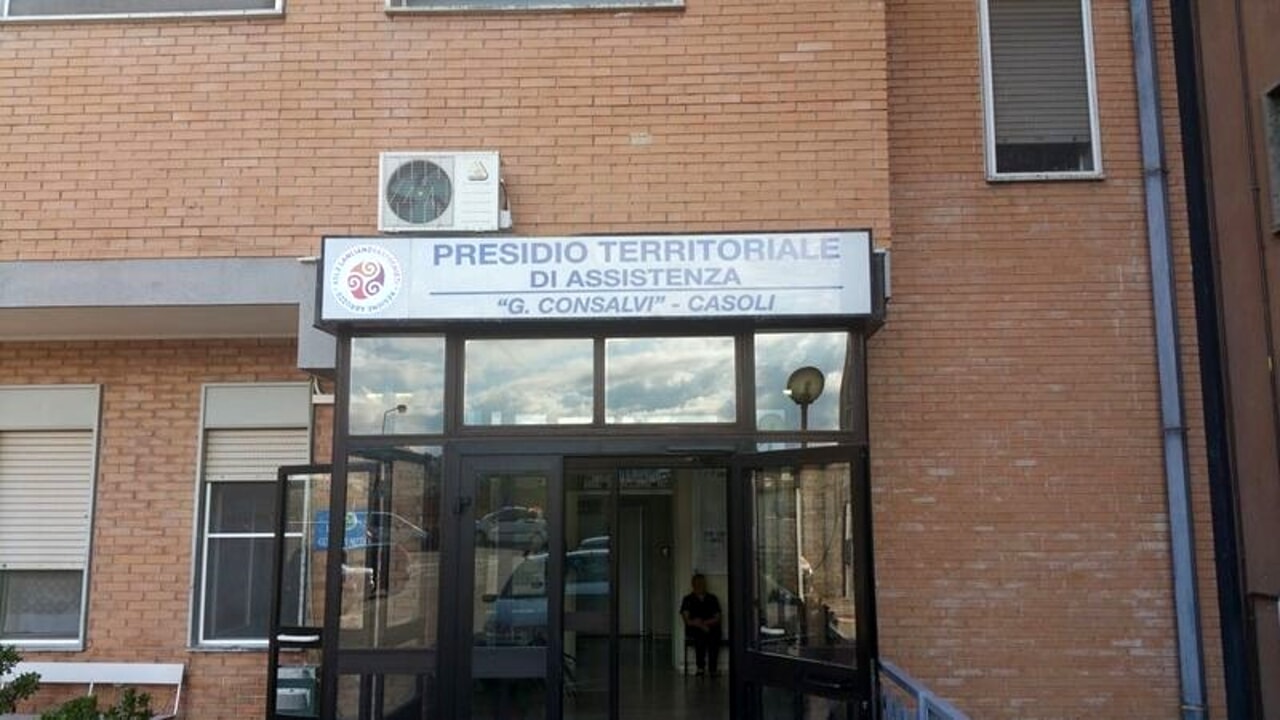 PRESIDIO TERRITORIALE
DI ASSISTENZA
"G. CONSALVI" - CASOLI